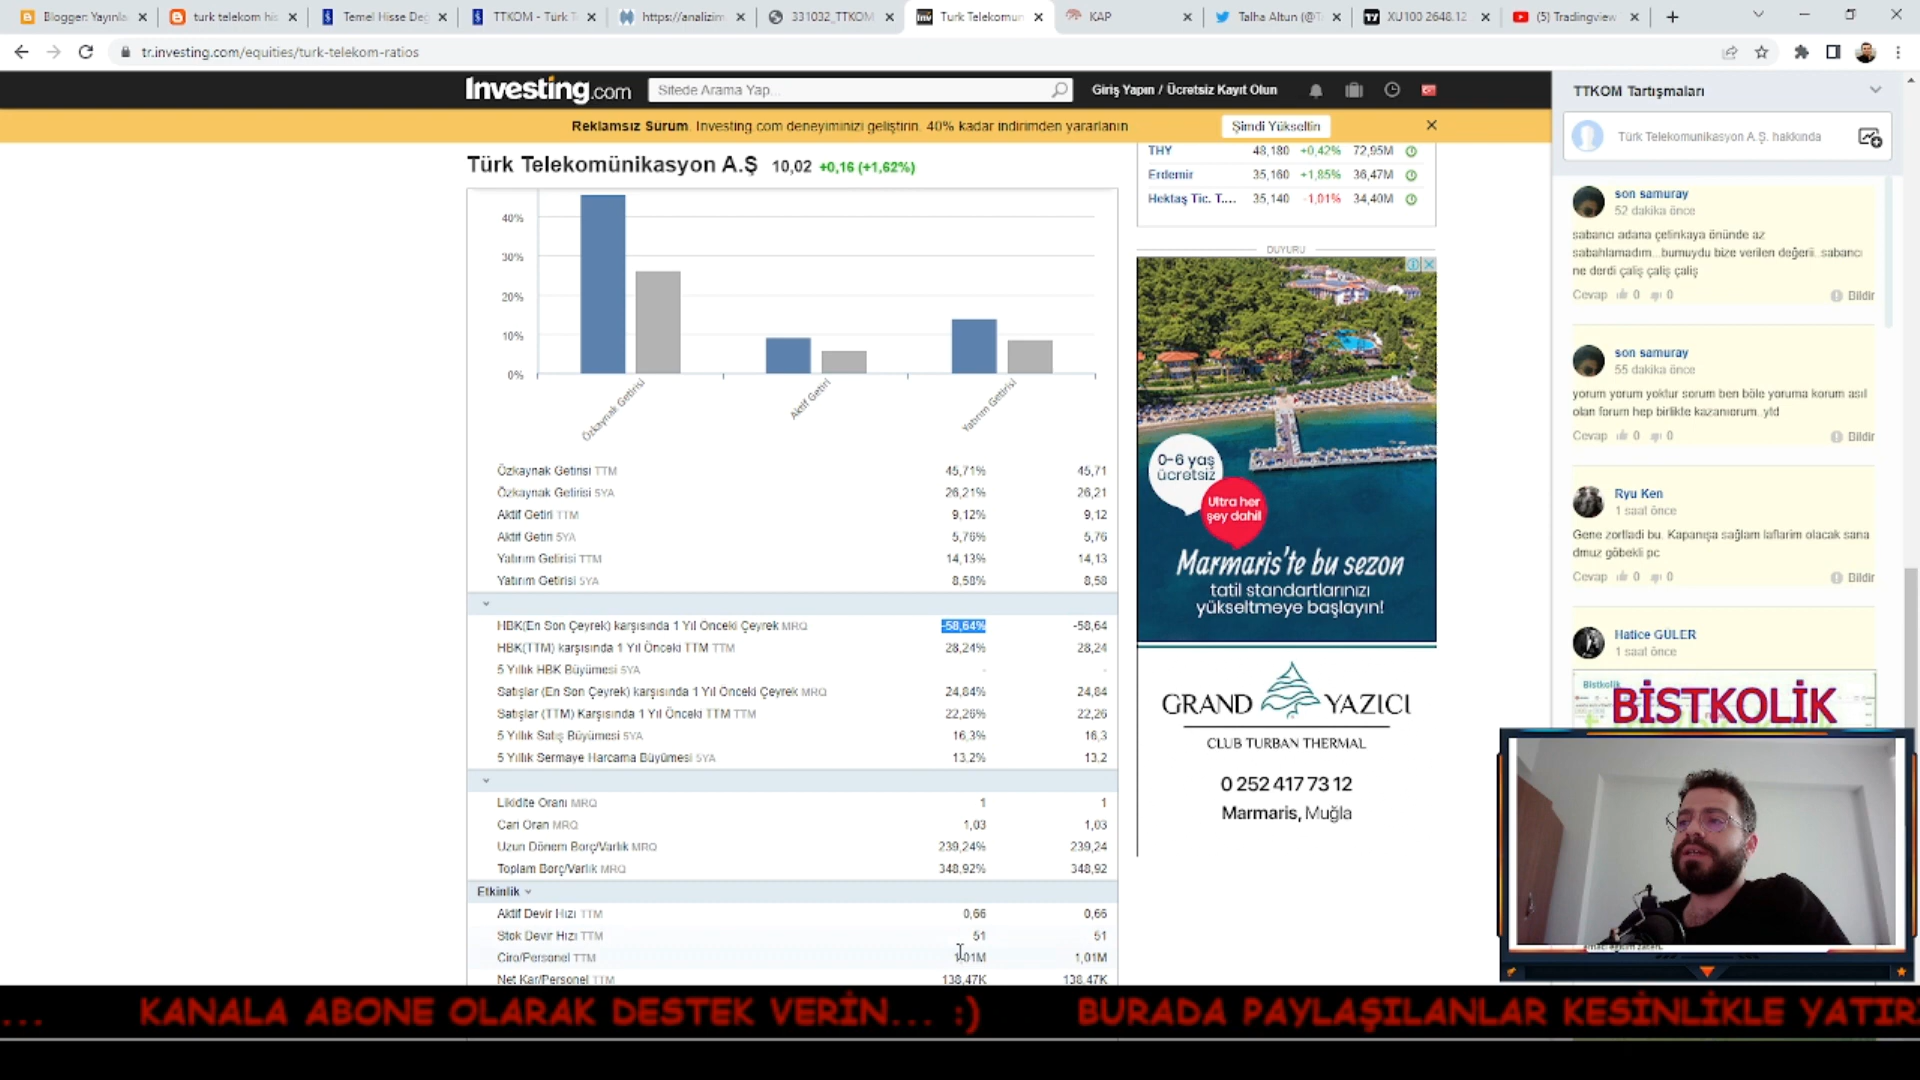 Blogger: Yayınla
turk telekom his
Temel Hisse Değ
TTKOM - Türk T
https://analizim
331032_TTKOM
Turk Telekomun
KAP
Talha Altun (@T
XU100 2648.12
(5) Tradingview
tr.investing.com/equities/turk-telekom-ratios
Investing.com
Sitede Arama Yap...
Giriş Yapın / Ücretsiz Kayıt Olun
Reklamsız Sürüm. Investing.com deneyiminizi geliştirin. 40% kadar indirimden yararlanın
Şimdi Yükseltin
Türk Telekomünikasyon A.Ş 10,02 +0,16 (+1,62%)
40%
30%
20%
10%
0%
Özkaynak Getirisi
Aktif Getiri
Yatırım Getirisi
Özkaynak Getirisi TTM 45,71% 45,71
Özkaynak Getirisi 5YA 26,21% 26,21
Aktif Getiri TTM 9,12% 9,12
Aktif Getiri 5YA 5,76% 5,76
Yatırım Getirisi TTM 14,13% 14,13
Yatırım Getirisi 5YA 8,58% 8,58
HBK(En Son Çeyrek) karşısında 1 Yıl Önceki Çeyrek MRQ -58,64% -58,64
HBK(TTM) karşısında 1 Yıl Önceki TTM TTM 28,24% 28,24
5 Yıllık HBK Büyümesi 5YA - -
Satışlar (En Son Çeyrek) karşısında 1 Yıl Önceki Çeyrek MRQ 24,84% 24,84
Satışlar (TTM) Karşısında 1 Yıl Önceki TTM TTM 22,26% 22,26
5 Yıllık Satış Büyümesi 5YA 16,3% 16,3
5 Yıllık Sermaye Harcama Büyümesi 5YA 13,2% 13,2
Likidite Oranı MRQ 1 1
Cari Oran MRQ 1,03 1,03
Uzun Dönem Borç/Varlık MRQ 239,24% 239,24
Toplam Borç/Varlık MRQ 348,92% 348,92
Etkinlik
Aktif Devir Hızı TTM 0,66 0,66
Stok Devir Hızı TTM 51 51
Ciro/Personel TTM 1,01M 1,01M
Net Kar/Personel TTM 138,47K 138,47K
THY 48,180 +0,42% 72,95M
Erdemir 35,160 +1,85% 36,47M
Hektaş Tic. T.... 35,140 -1,01% 34,40M
DUYURU
0-6 yaş
ücretsiz
Ultra her
şey dahil
Marmaris'te bu sezon
tatil standartlarınızı
yükseltmeye başlayın!
GRAND YAZICI
CLUB TURBAN THERMAL
0 252 417 73 12
Marmaris, Muğla
TTKOM Tartışmaları
Türk Telekomunikasyon A.Ş. hakkında
son samuray
52 dakika önce
sabancı adana çetinkaya önünde az
sabahlamadım...bumuydu bize verilen değerii..sabancı
ne derdi çaliş çaliş çaliş
Cevap 0 0 Bildir
son samuray
55 dakika önce
yorum yorum yoktur sorum ben böle yoruma korum asıl
olan forum hep birlikte kazanıorum..ytd
Cevap 0 0 Bildir
Ryu Ken
1 saat önce
Gene zorlladi bu. Kapanışa sağlam laflarim olacak sana
dmuz göbekli pc
Cevap 0 0 Bildir
Hatice GÜLER
1 saat önce
Bistkolik
BİSTKOLİK
KANALA ABONE OLARAK DESTEK VERİN... :) BURADA PAYLAŞILANLAR KESİNLİKLE YATIR